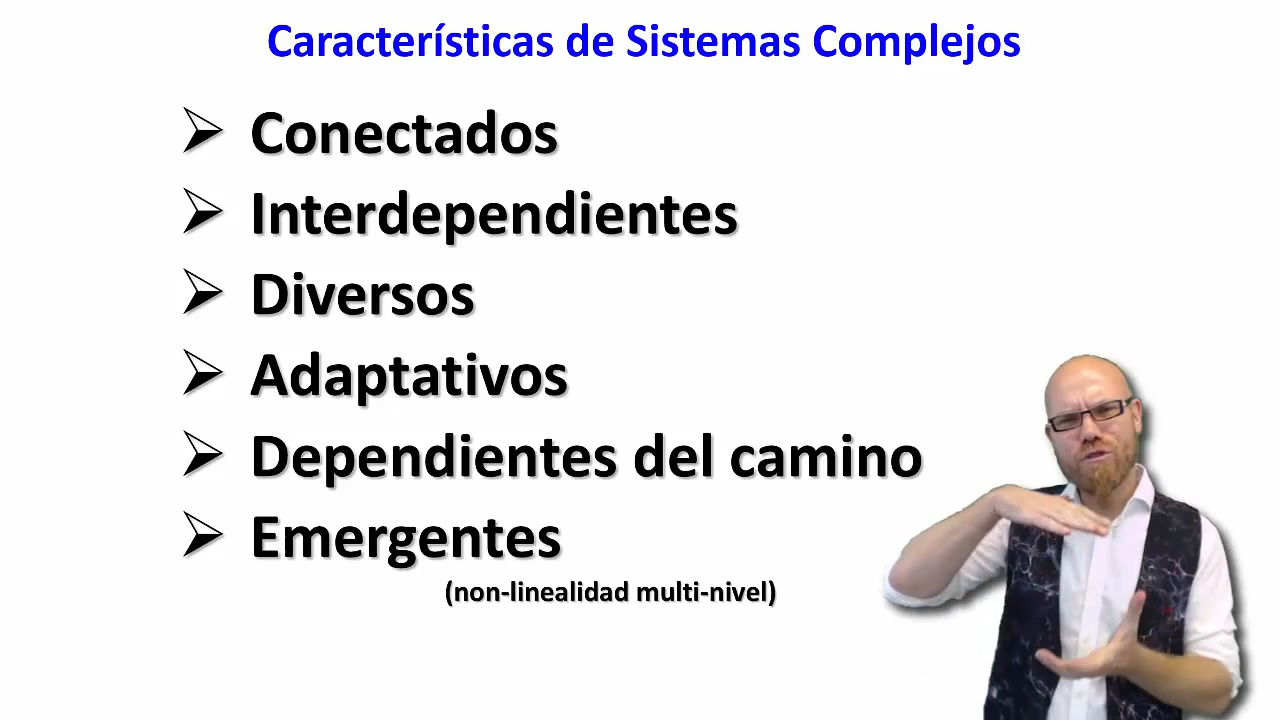 Características de Sistemas Complejos
Conectados
Interdependientes
Diversos
Adaptativos
Dependientes del camino
Emergentes
(non-linealidad multi-nivel)